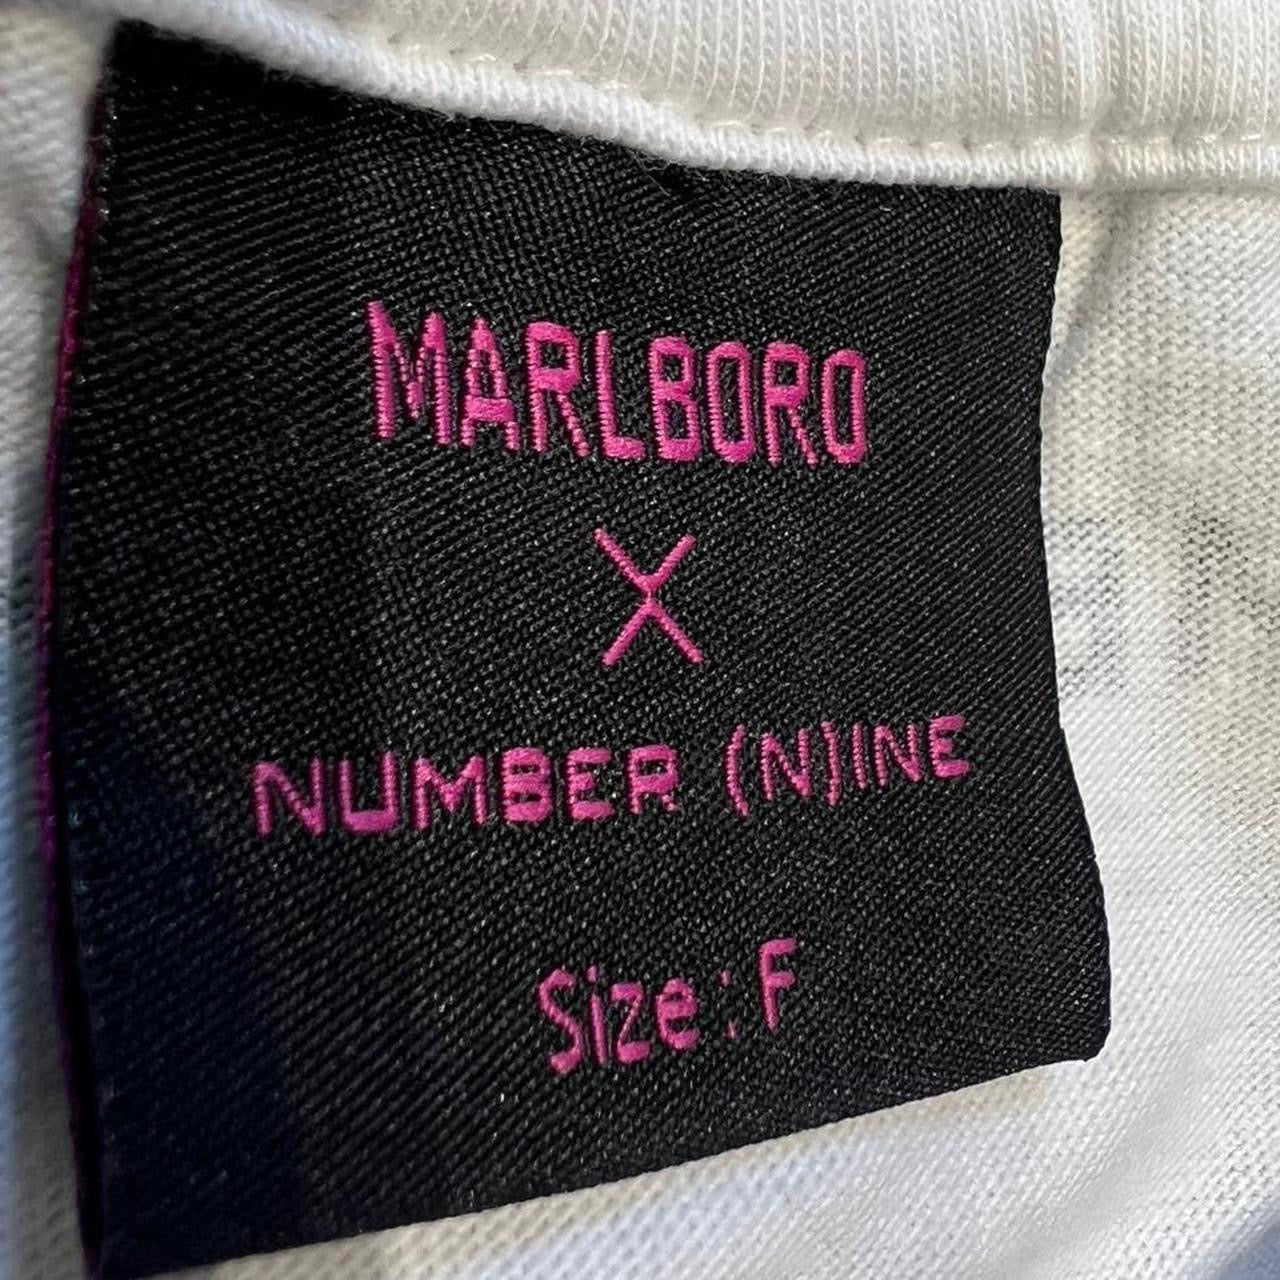 MARLBORO
X
NUMBER (N)INE
Size : F